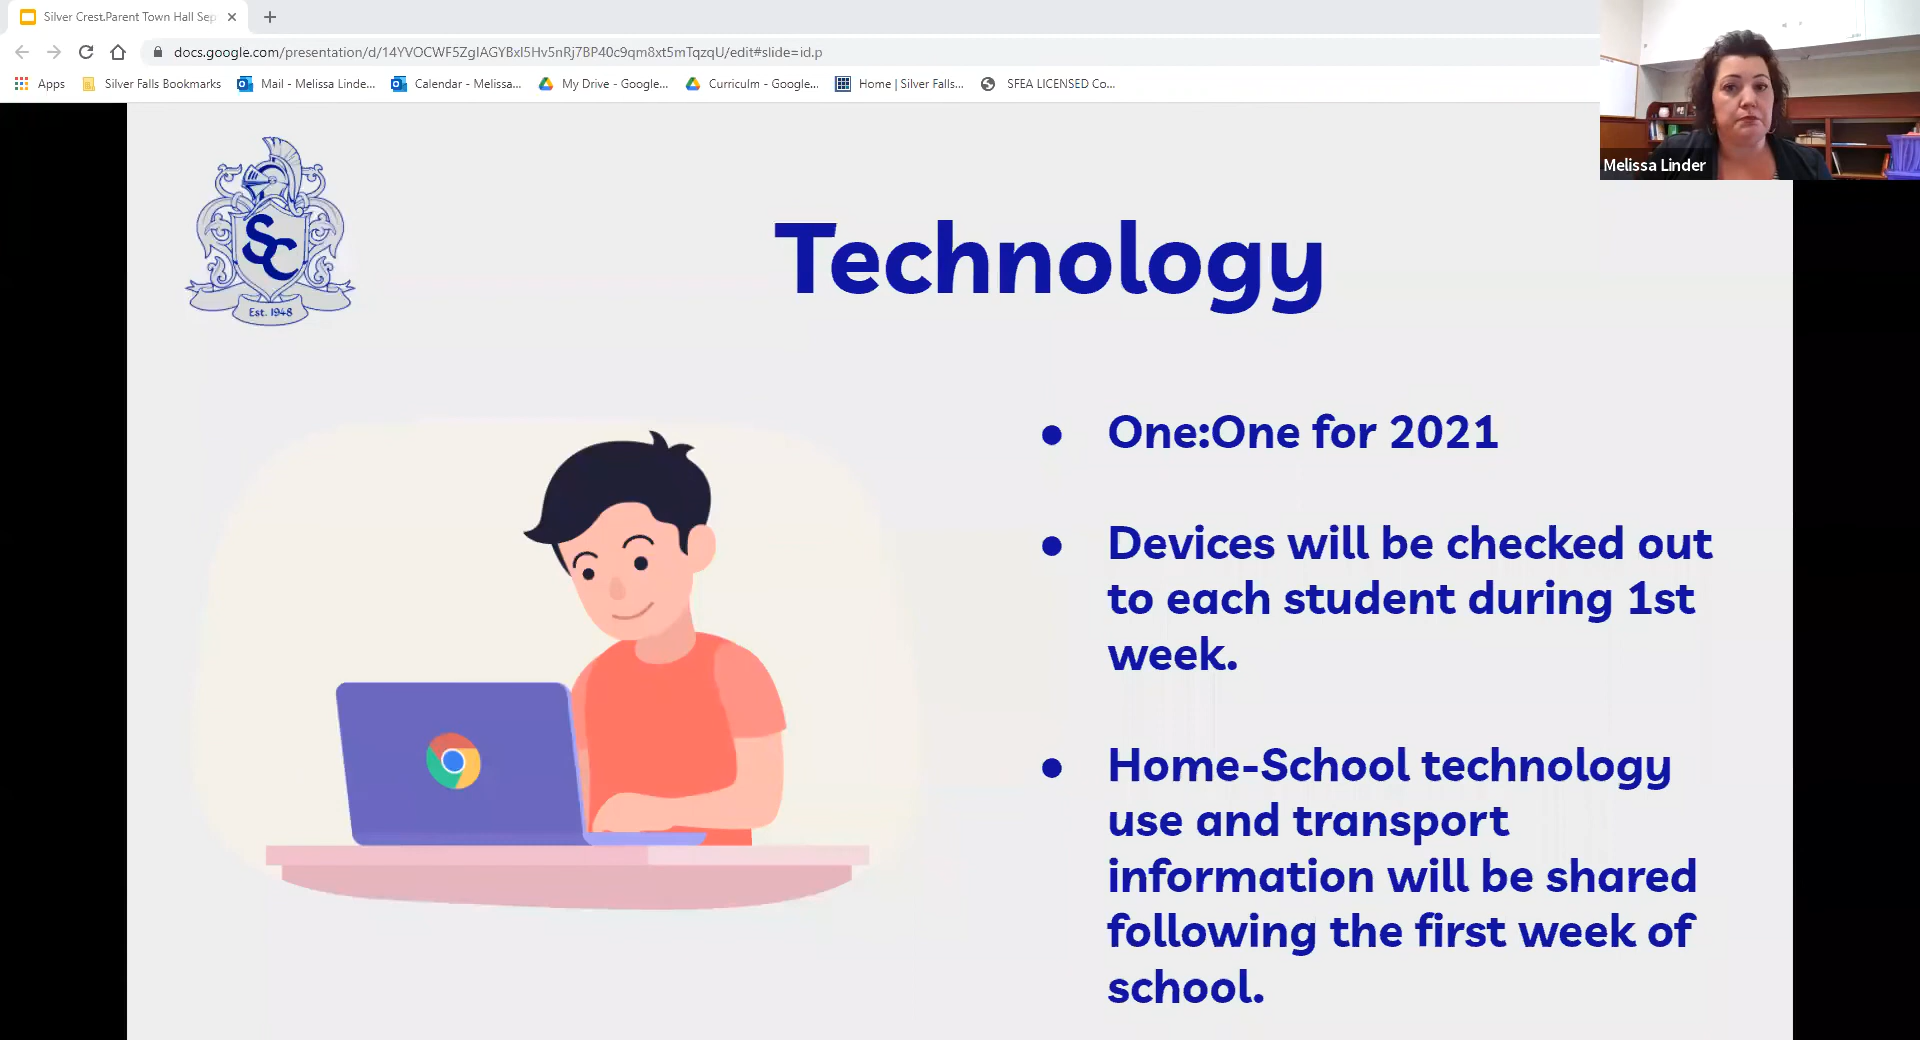 Silver Crest.Parent Town Hall Sep
docs.google.com/presentation/d/14YVOCWF5ZglAGYBxI5Hv5nRj7BP40c9qm8xt5mTqzqU/edit#slide=id.p
Apps
Silver Falls Bookmarks
Mail - Melissa Linde...
Calendar - Melissa...
My Drive - Google...
Curriculm - Google...
Home | Silver Falls...
SFEA LICENSED Co...
Melissa Linder
SC
Est. 1948
Technology
● One:One for 2021
● Devices will be checked out
to each student during 1st
week.
● Home-School technology
use and transport
information will be shared
following the first week of
school.